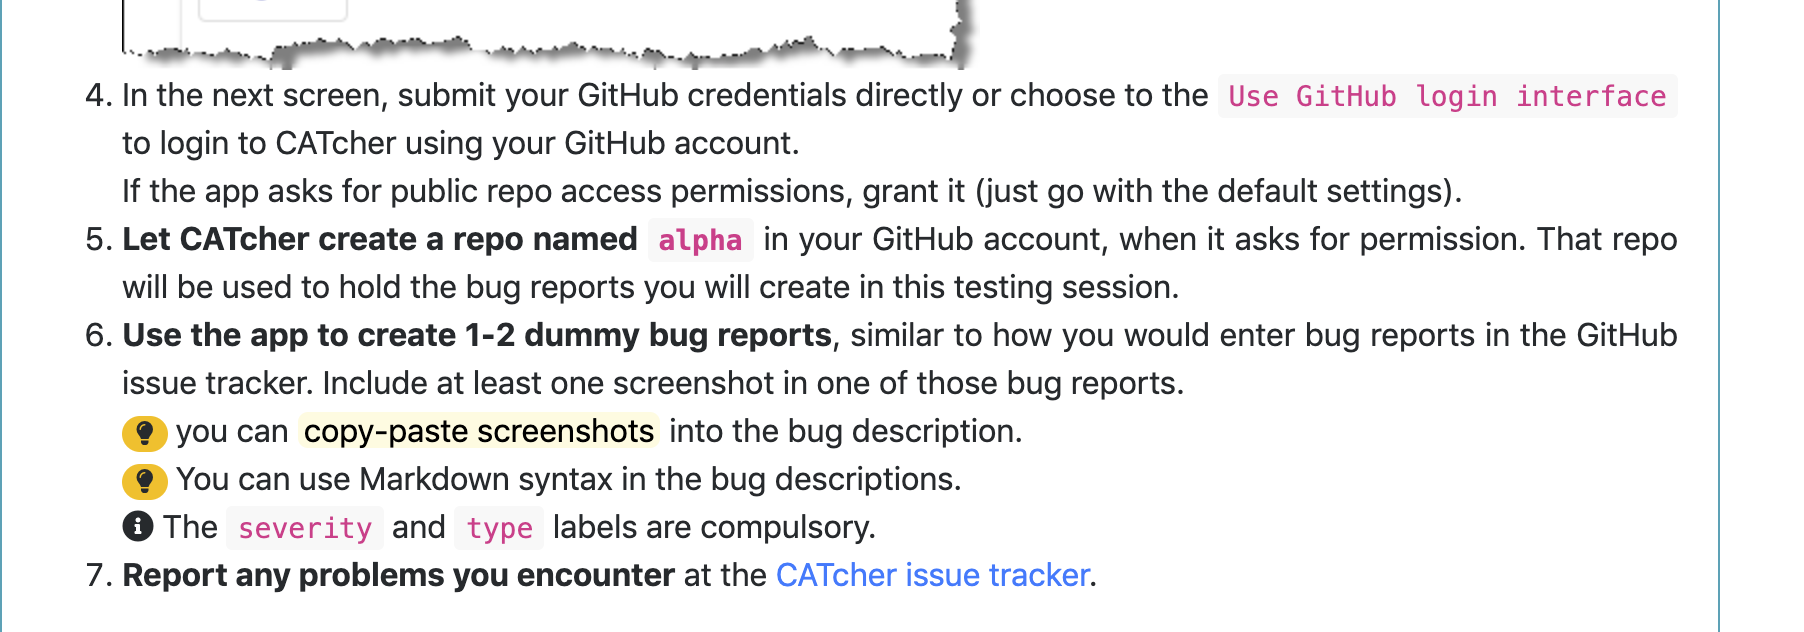 4. In the next screen, submit your GitHub credentials directly or choose to the Use GitHub login interface
to login to CATcher using your GitHub account.
If the app asks for public repo access permissions, grant it (just go with the default settings).
5. Let CATcher create a repo named alpha in your GitHub account, when it asks for permission. That repo
will be used to hold the bug reports you will create in this testing session.
6. Use the app to create 1-2 dummy bug reports, similar to how you would enter bug reports in the GitHub
issue tracker. Include at least one screenshot in one of those bug reports.
you can copy-paste screenshots into the bug description.
You can use Markdown syntax in the bug descriptions.
The severity and type labels are compulsory.
7. Report any problems you encounter at the CATcher issue tracker.